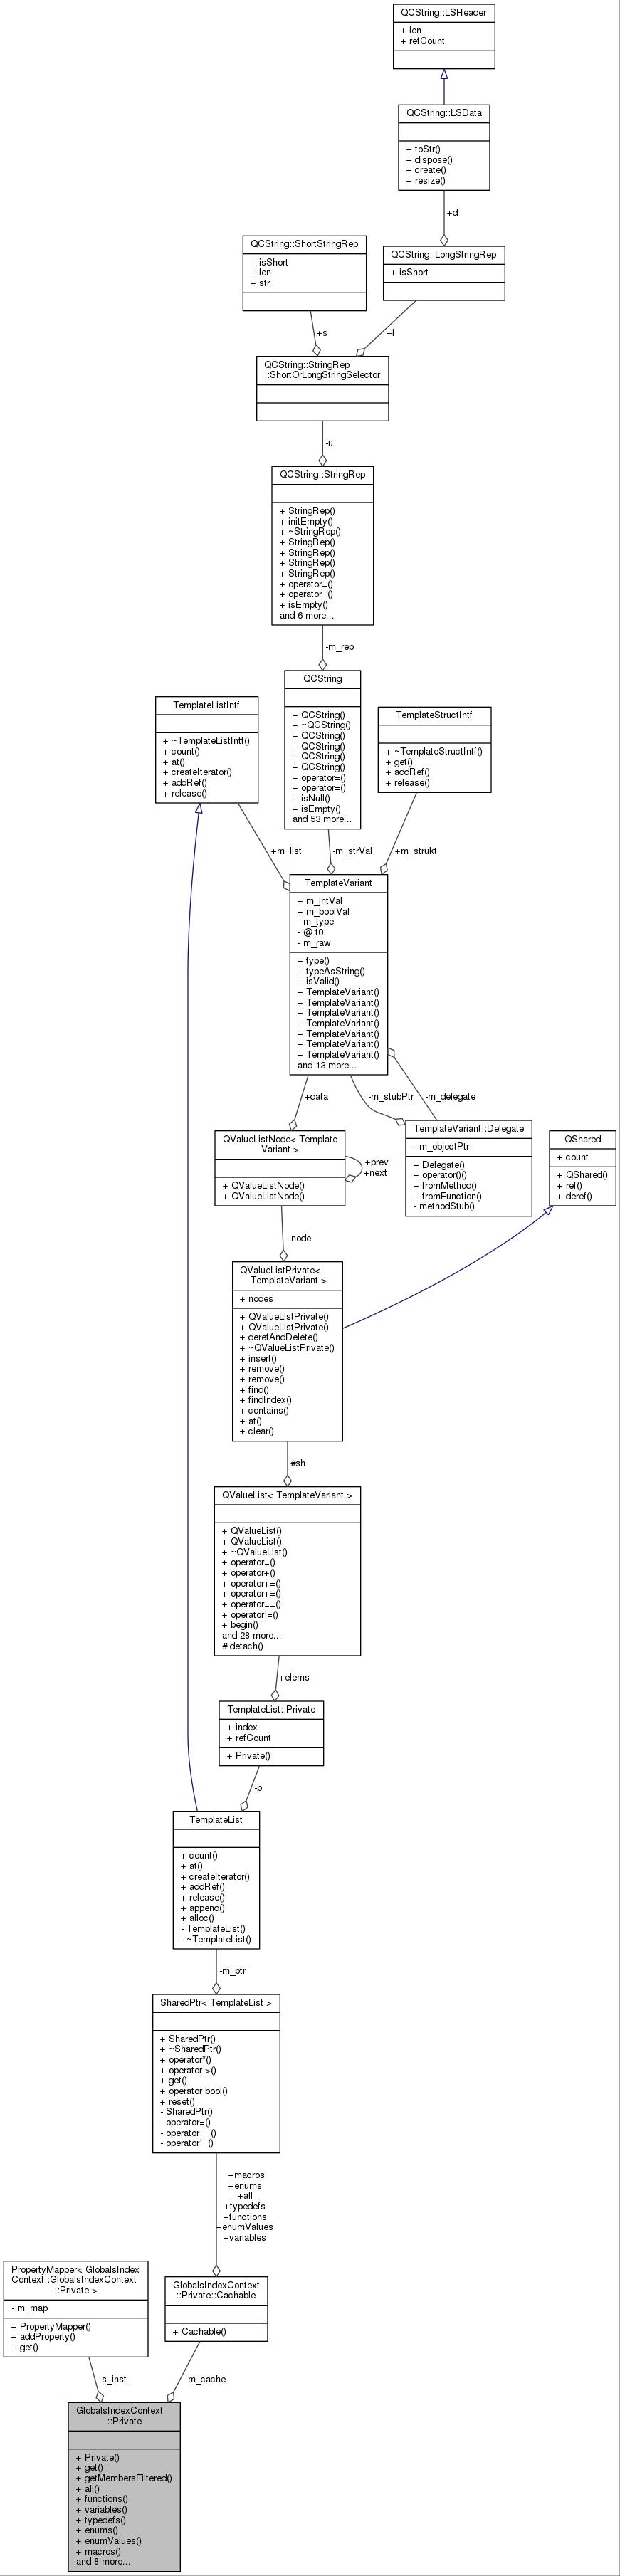 QCString::LSHeader
+ len
+ refCount
QCString::LSData
+ toStr()
+ dispose()
+ create()
+ resize()
+d
QCString::ShortStringRep
+ isShort
+ len
+ str
QCString::LongStringRep
+ isShort
+s
+l
QCString::StringRep
::ShortOrLongStringSelector
-u
QCString::StringRep
+ StringRep()
+ initEmpty()
+ ~StringRep()
+ StringRep()
+ StringRep()
+ StringRep()
+ StringRep()
+ operator=()
+ operator=()
+ isEmpty()
and 6 more...
-m_rep
TemplateListIntf
+ ~TemplateListIntf()
+ count()
+ at()
+ createIterator()
+ addRef()
+ release()
QCString
+ QCString()
+ ~QCString()
+ QCString()
+ QCString()
+ QCString()
+ QCString()
+ operator=()
+ operator=()
+ isNull()
+ isEmpty()
and 53 more...
TemplateStructIntf
+ ~TemplateStructIntf()
+ get()
+ addRef()
+ release()
+m_list
-m_strVal
+m_strukt
TemplateVariant
+ m_intVal
+ m_boolVal
- m_type
- @10
- m_raw
+ type()
+ typeAsString()
+ isValid()
+ TemplateVariant()
+ TemplateVariant()
+ TemplateVariant()
+ TemplateVariant()
+ TemplateVariant()
+ TemplateVariant()
+ TemplateVariant()
and 13 more...
+data
-m_stubPtr
-m_delegate
QValueListNode< Template
Variant >
+ QValueListNode()
+ QValueListNode()
+prev
+next
TemplateVariant::Delegate
- m_objectPtr
+ Delegate()
+ operator()()
+ fromMethod()
+ fromFunction()
- methodStub()
QShared
+ count
+ QShared()
+ ref()
+ deref()
+node
QValueListPrivate<
TemplateVariant >
+ nodes
+ QValueListPrivate()
+ QValueListPrivate()
+ derefAndDelete()
+ ~QValueListPrivate()
+ insert()
+ remove()
+ remove()
+ find()
+ findIndex()
+ contains()
+ at()
+ clear()
#sh
QValueList< TemplateVariant >
+ QValueList()
+ QValueList()
+ ~QValueList()
+ operator=()
+ operator+()
+ operator+=()
+ operator+=()
+ operator==()
+ operator!=()
+ begin()
and 28 more...
# detach()
+elems
TemplateList::Private
+ index
+ refCount
+ Private()
-p
TemplateList
+ count()
+ at()
+ createIterator()
+ addRef()
+ release()
+ append()
+ alloc()
- TemplateList()
- ~TemplateList()
-m_ptr
SharedPtr< TemplateList >
+ SharedPtr()
+ ~SharedPtr()
+ operator*()
+ operator->()
+ get()
+ operator bool()
+ reset()
- SharedPtr()
- operator=()
- operator==()
- operator!=()
+macros
+enums
+all
+typedefs
+functions
+enumValues
+variables
PropertyMapper< GlobalsIndex
Context::GlobalsIndexContext
::Private >
- m_map
+ PropertyMapper()
+ addProperty()
+ get()
GlobalsIndexContext
::Private::Cachable
+ Cachable()
-s_inst
-m_cache
GlobalsIndexContext
::Private
+ Private()
+ get()
+ getMembersFiltered()
+ all()
+ functions()
+ variables()
+ typedefs()
+ enums()
+ enumValues()
+ macros()
and 8 more...